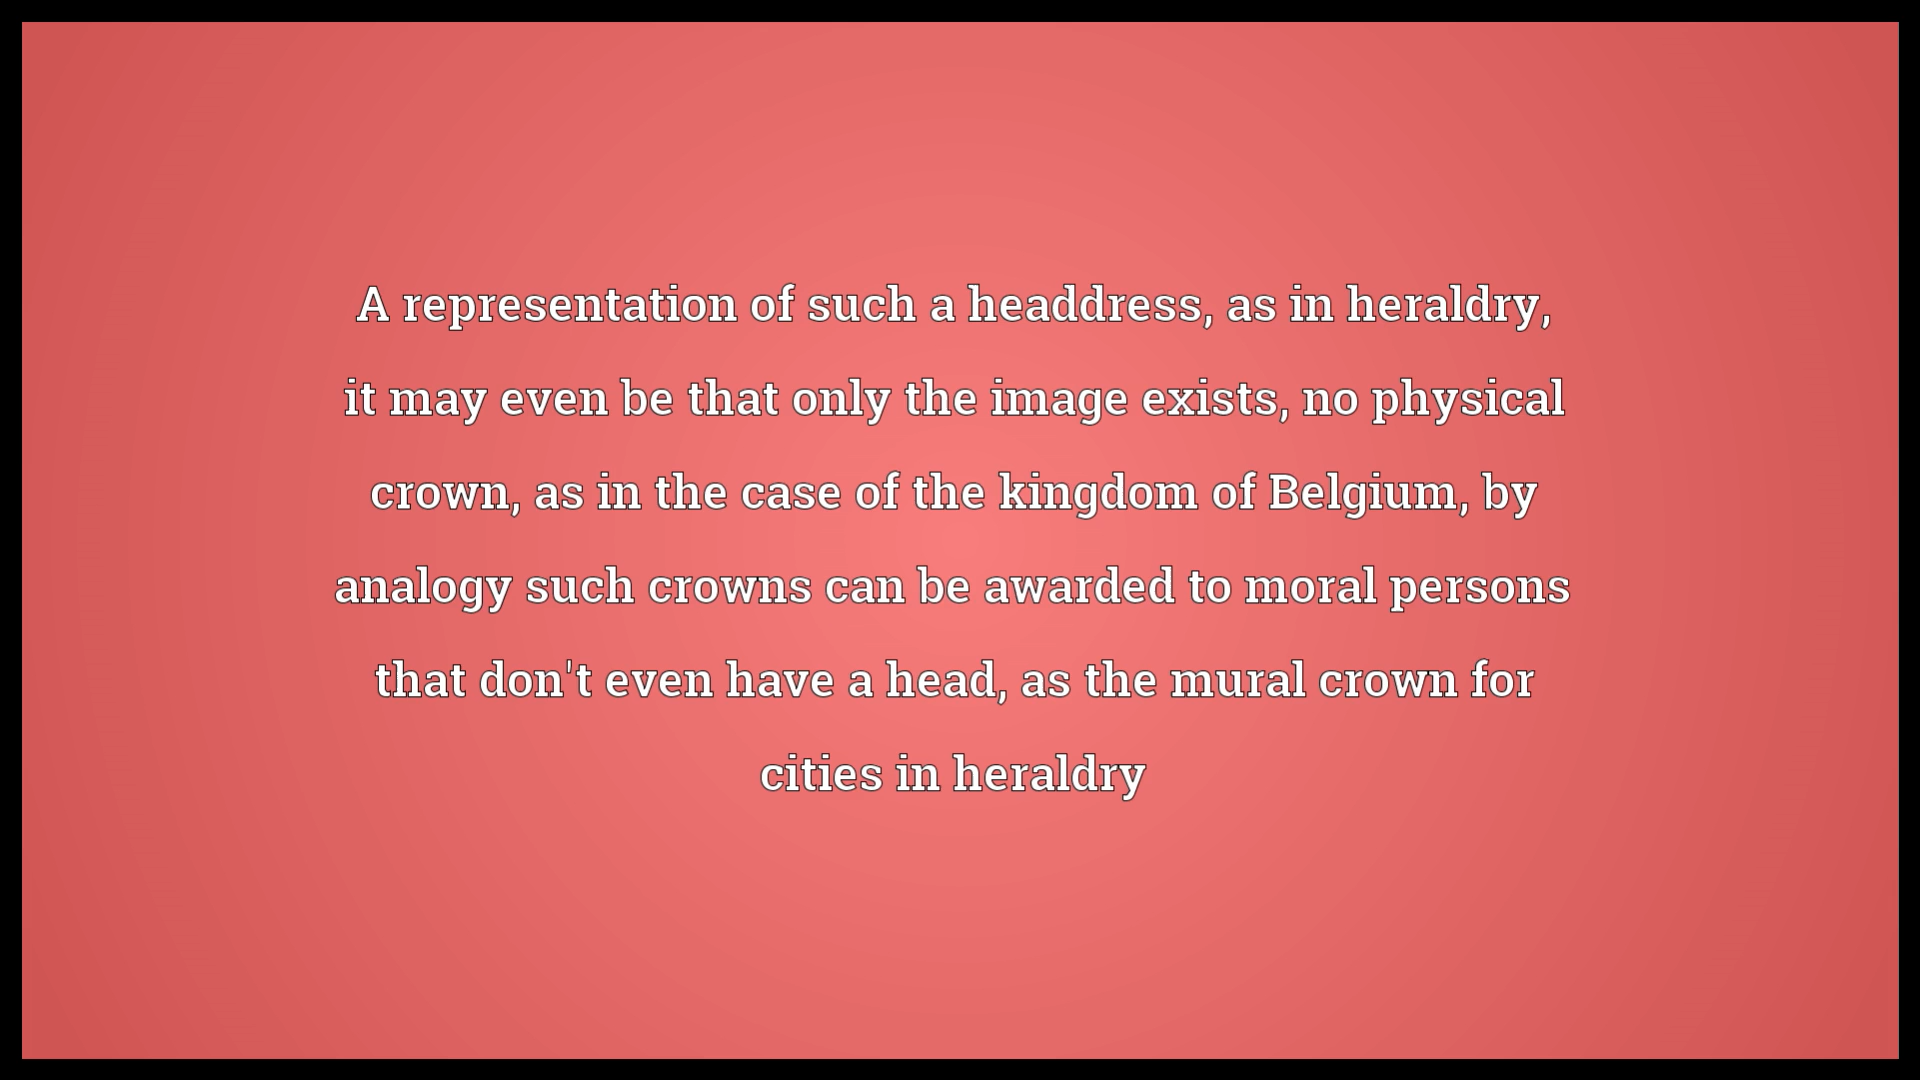 A representation of such a headdress, as in heraldry,
it may even be that only the image exists, no physical
crown, as in the case of the kingdom of Belgium, by
analogy such crowns can be awarded to moral persons
that don't even have a head, as the mural crown for
cities in heraldry